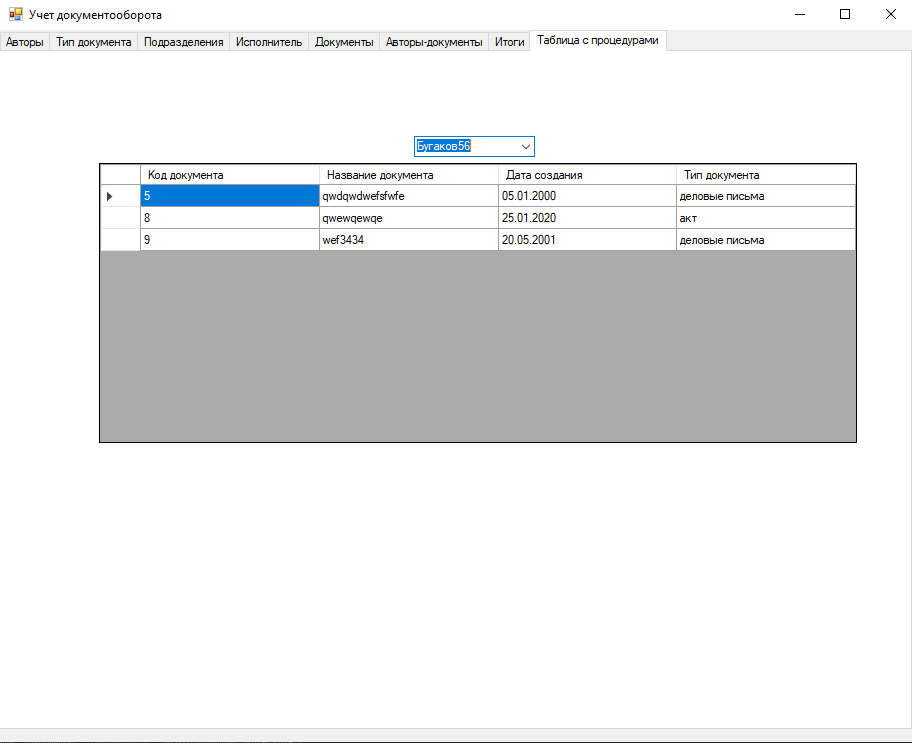 Учет документооборота
Авторы Тип документа Подразделения Исполнитель Документы Авторы-документы Итоги Таблица с процедурами
Бугаков56
Код документа Название документа Дата создания Тип документа
5 qwdqwdwefsfwfe 05.01.2000 деловые письма
8 qwewqewqe 25.01.2020 акт
9 wef3434 20.05.2001 деловые письма